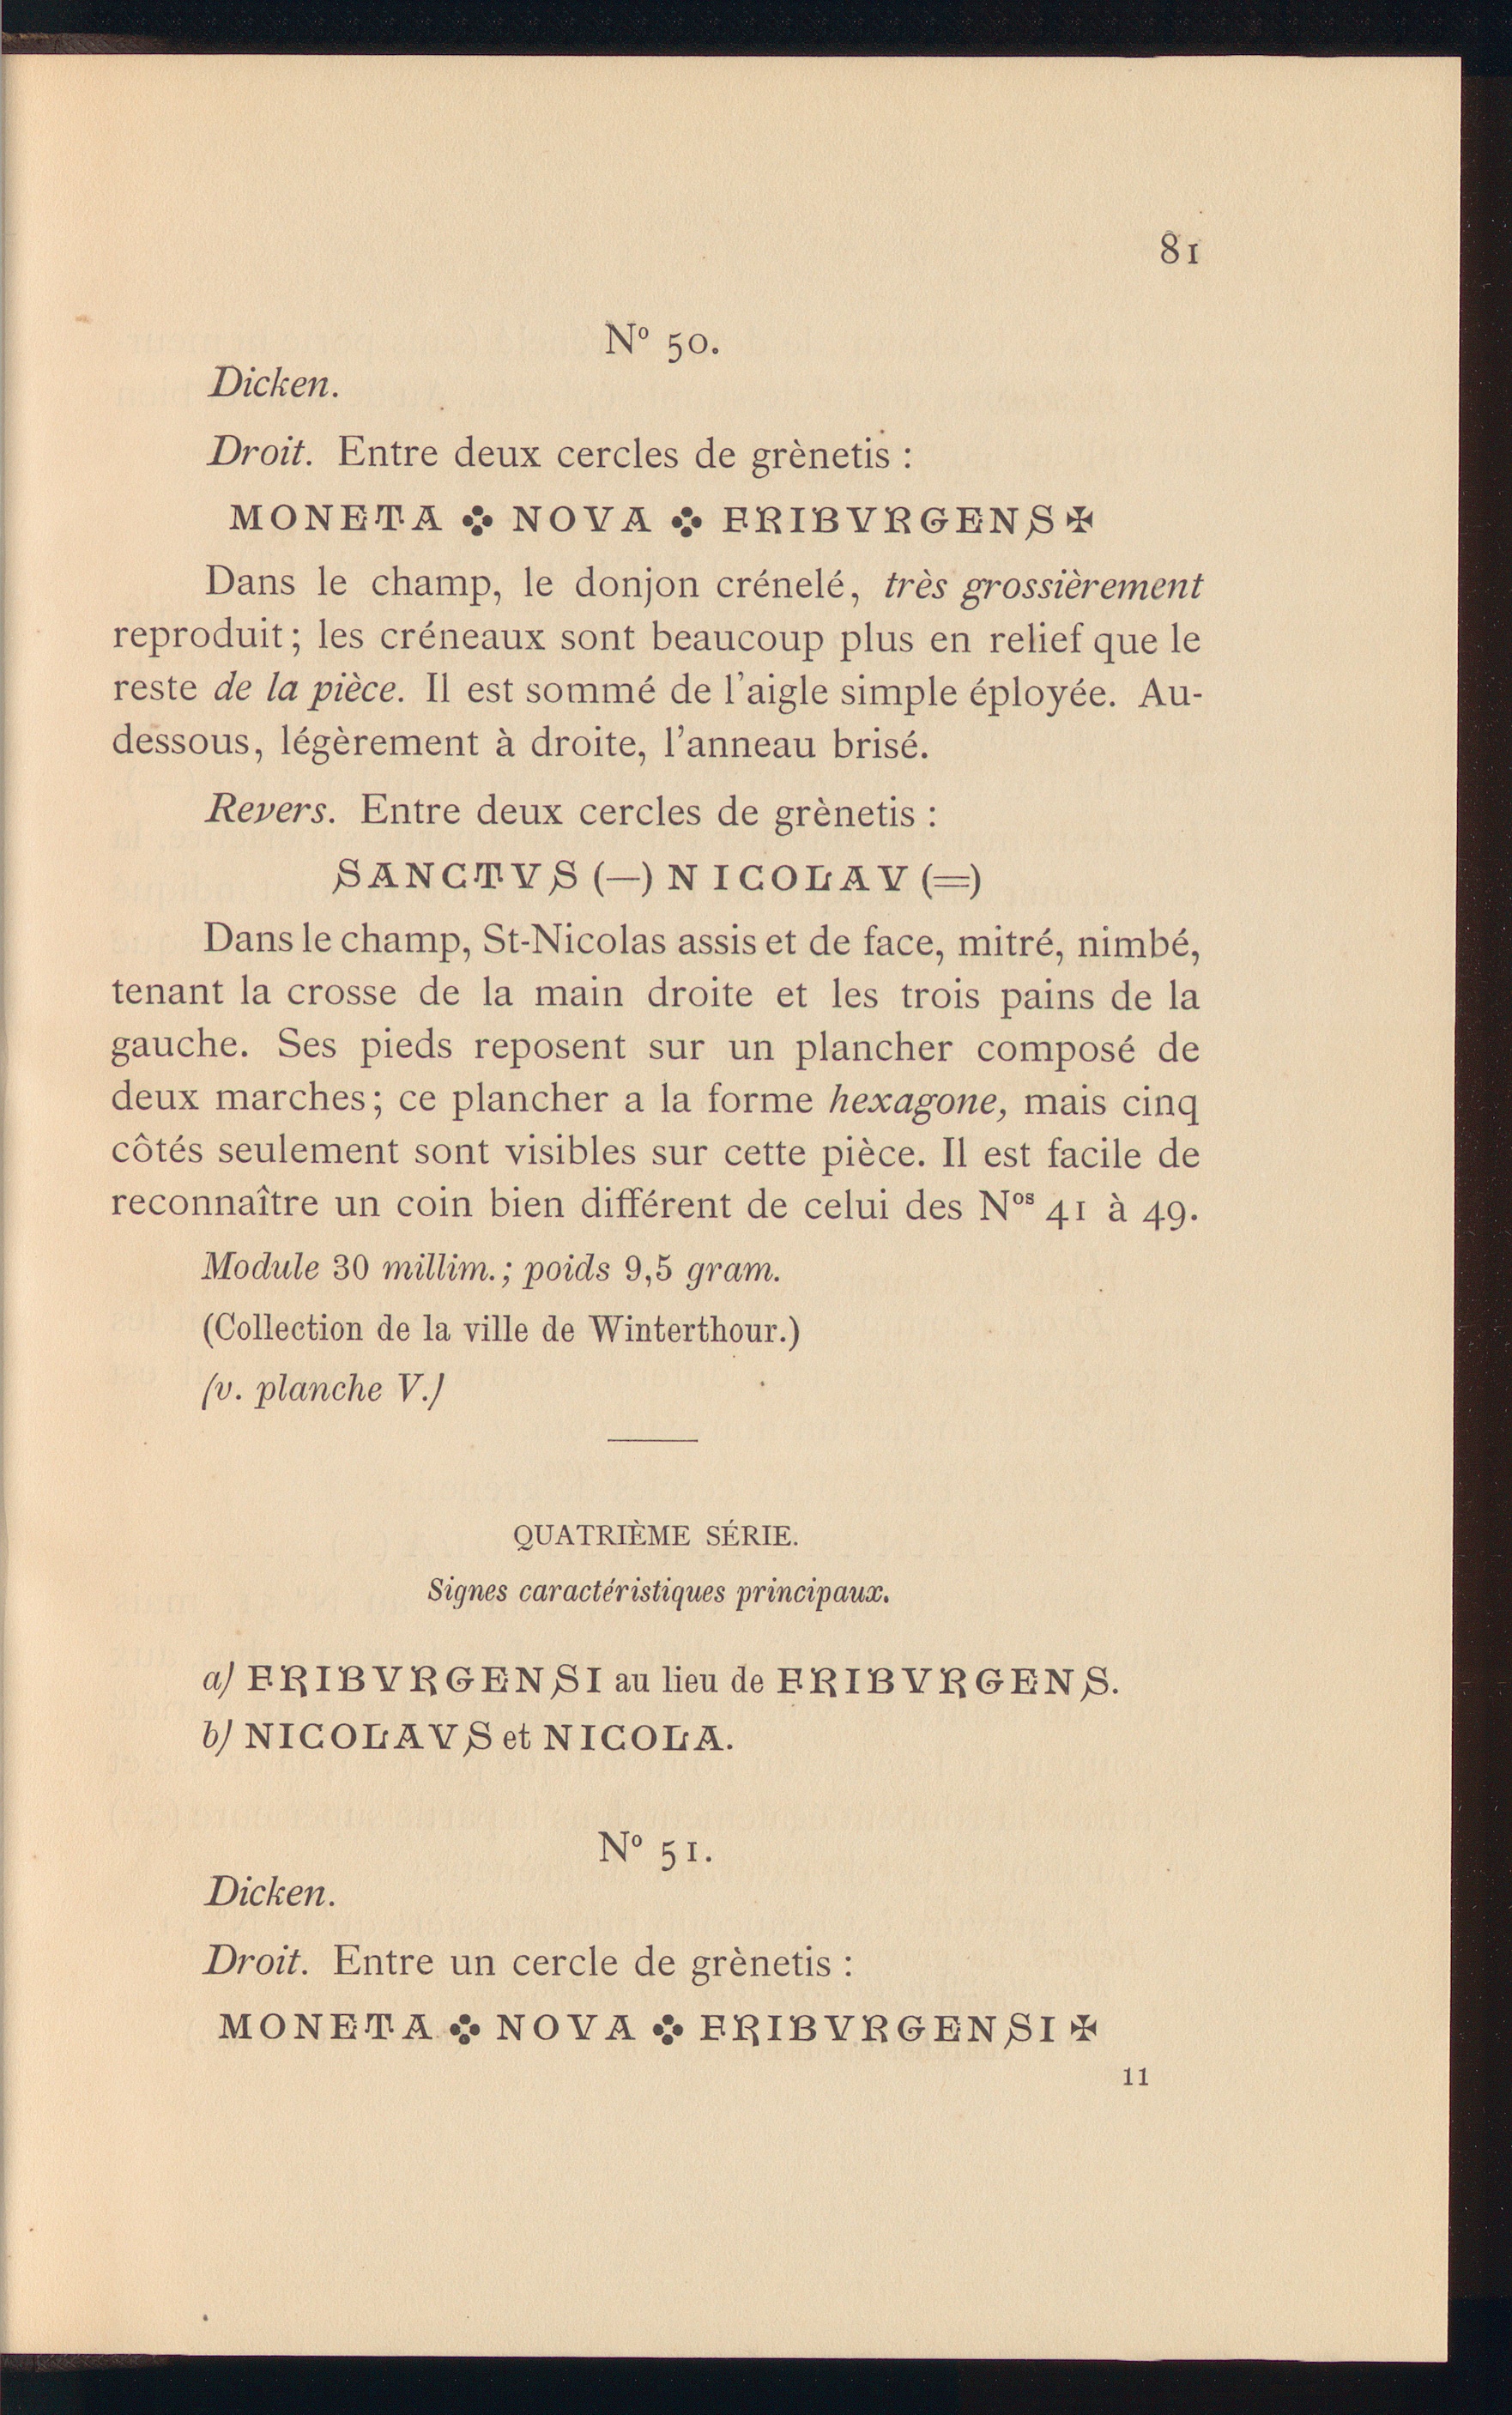 81
Nº 50.
Dicken.
Droit. Entre deux cercles de grènetis :
MONETA ✤ NOVA ✤ FRIBVRGENS ✠
Dans le champ, le donjon crénelé, très grossièrement
reproduit; les créneaux sont beaucoup plus en relief que le
reste de la pièce. Il est sommé de l'aigle simple éployée. Au-
dessous, légèrement à droite, l'anneau brisé.
Revers. Entre deux cercles de grènetis :
SANCTVS (—) NICOLAV (=)
Dans le champ, St-Nicolas assis et de face, mitré, nimbé,
tenant la crosse de la main droite et les trois pains de la
gauche. Ses pieds reposent sur un plancher composé de
deux marches; ce plancher a la forme hexagone, mais cinq
côtés seulement sont visibles sur cette pièce. Il est facile de
reconnaître un coin bien différent de celui des Nos 41 à 49.
Module 30 millim.; poids 9,5 gram.
(Collection de la ville de Winterthour.)
(v. planche V.)
QUATRIÈME SÉRIE.
Signes caractéristiques principaux.
a) FRIBVRGENSI au lieu de FRIBVRGENS.
b) NICOLAVS et NICOLA.
Nº 51.
Dicken.
Droit. Entre un cercle de grènetis :
MONETA ✤ NOVA ✤ FRIBVRGENSI ✠
11